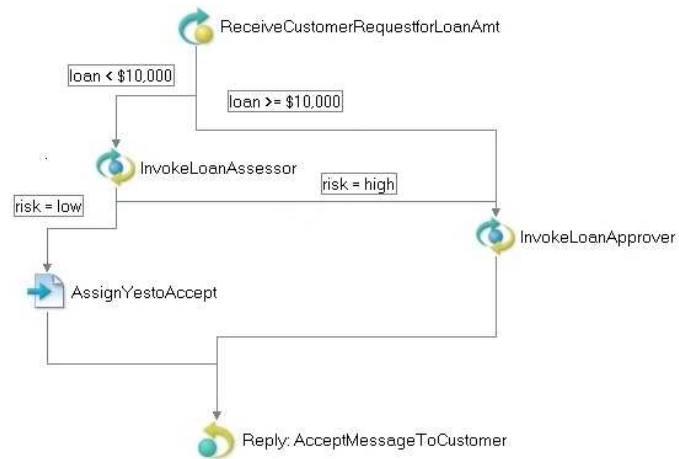 ReceiveCustomerRequestforLoanAmt
loan < $10,000
loan >= $10,000
InvokeLoanAssessor
risk = high
risk = low
InvokeLoanApprover
AssignYestoAccept
Reply: AcceptMessageToCustomer